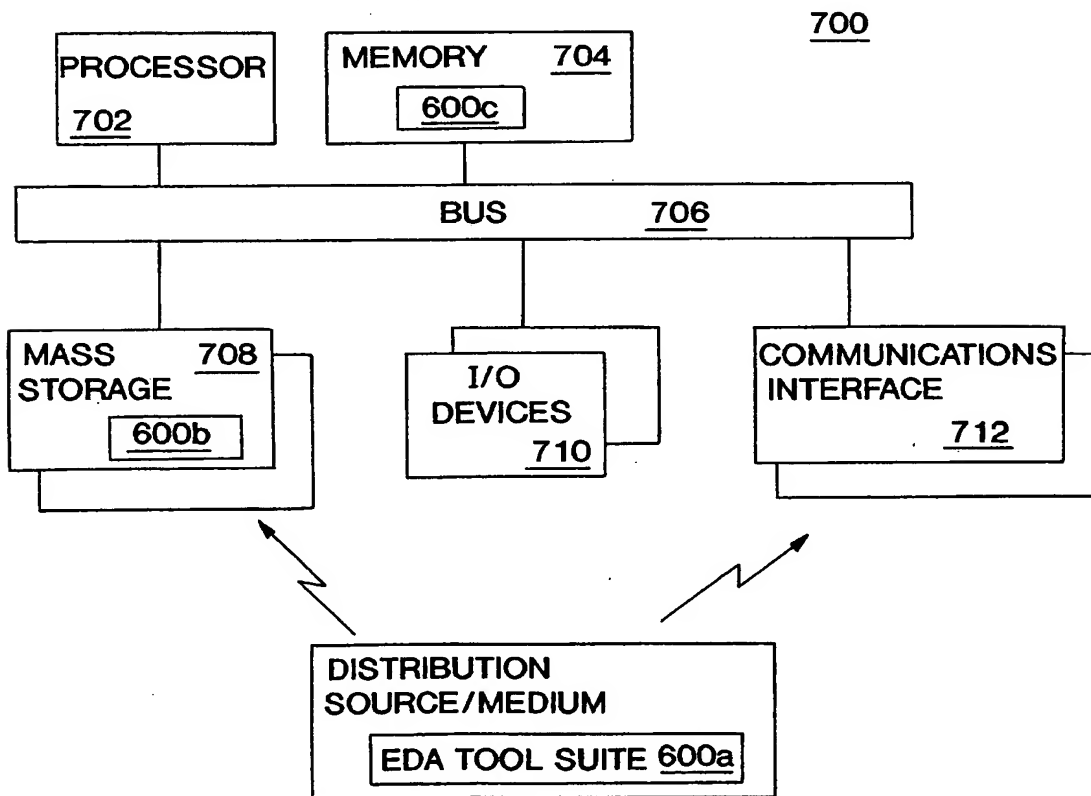 700
PROCESSOR
702
MEMORY 704
600c
BUS 706
MASS 708
STORAGE
600b
I/O
DEVICES
710
COMMUNICATIONS
INTERFACE
712
DISTRIBUTION
SOURCE/MEDIUM
EDA TOOL SUITE 600a